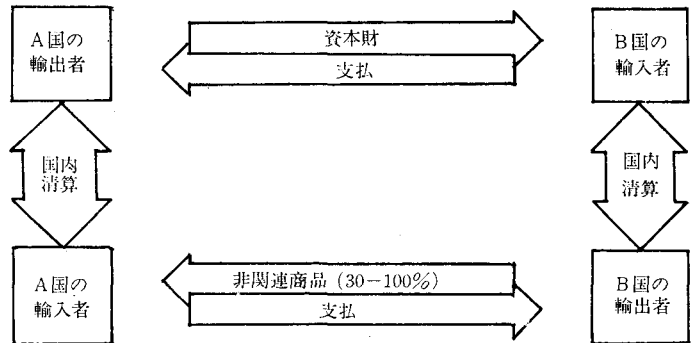 A国の
輸出者
資本財
支払
B国の
輸入者
国内
清算
国内
清算
A国の
輸入者
非関連商品 (30-100%)
支払
B国の
輸出者